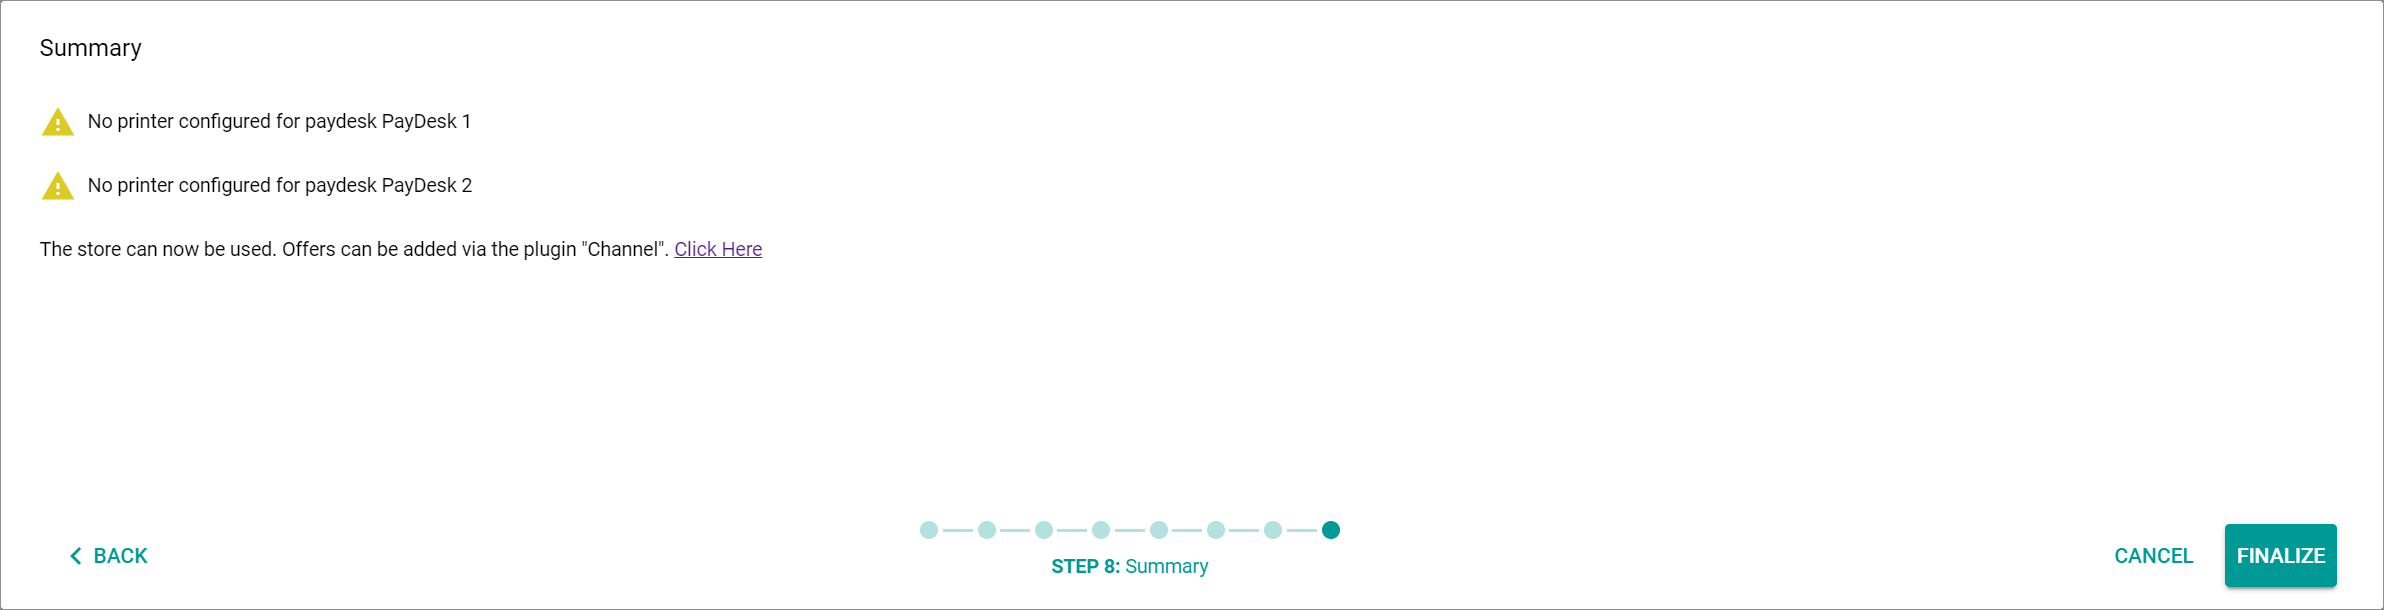 Summary
No printer configured for paydesk PayDesk 1
No printer configured for paydesk PayDesk 2
The store can now be used. Offers can be added via the plugin "Channel". Click Here
BACK
STEP 8: Summary
CANCEL
FINALIZE